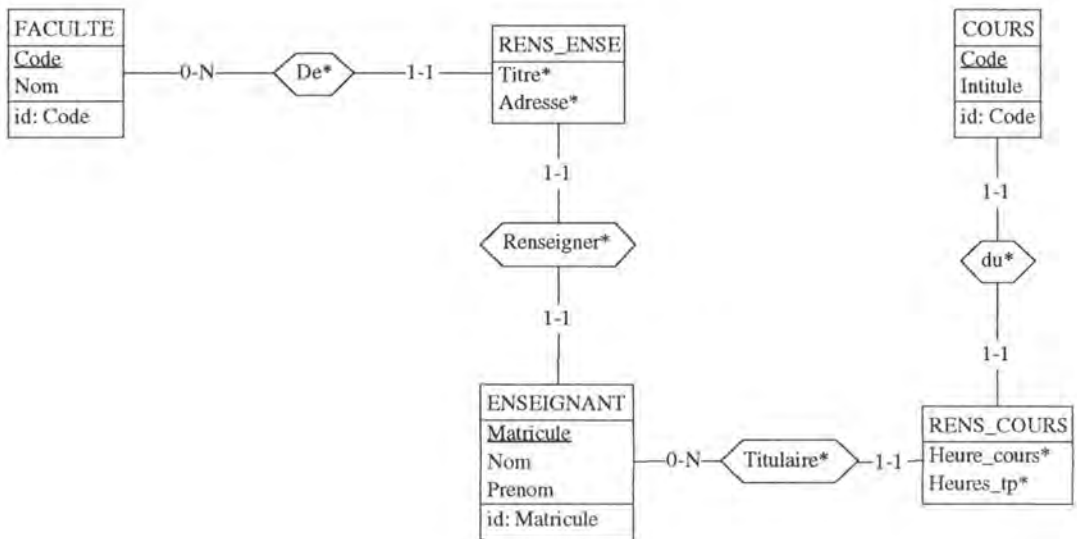 FACULTE
Code
Nom
id: Code
0-N
De*
1-1
RENS_ENSE
Titre*
Adresse*
COURS
Code
Intitule
id: Code
1-1
1-1
Renseigner*
du*
1-1
1-1
ENSEIGNANT
Matricule
Nom
Prenom
id: Matricule
0-N
Titulaire*
1-1
RENS_COURS
Heure_cours*
Heures_tp*